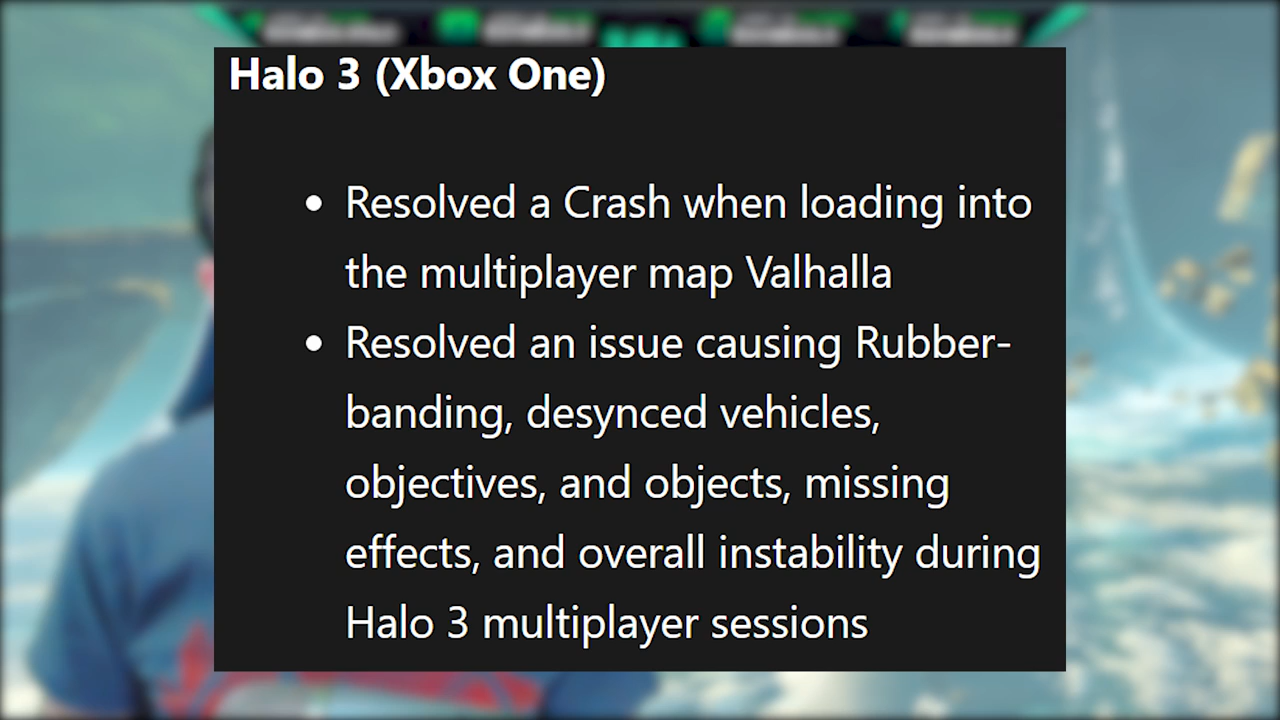 Halo 3 (Xbox One)
• Resolved a Crash when loading into
the multiplayer map Valhalla
• Resolved an issue causing Rubber-
banding, desynced vehicles,
objectives, and objects, missing
effects, and overall instability during
Halo 3 multiplayer sessions